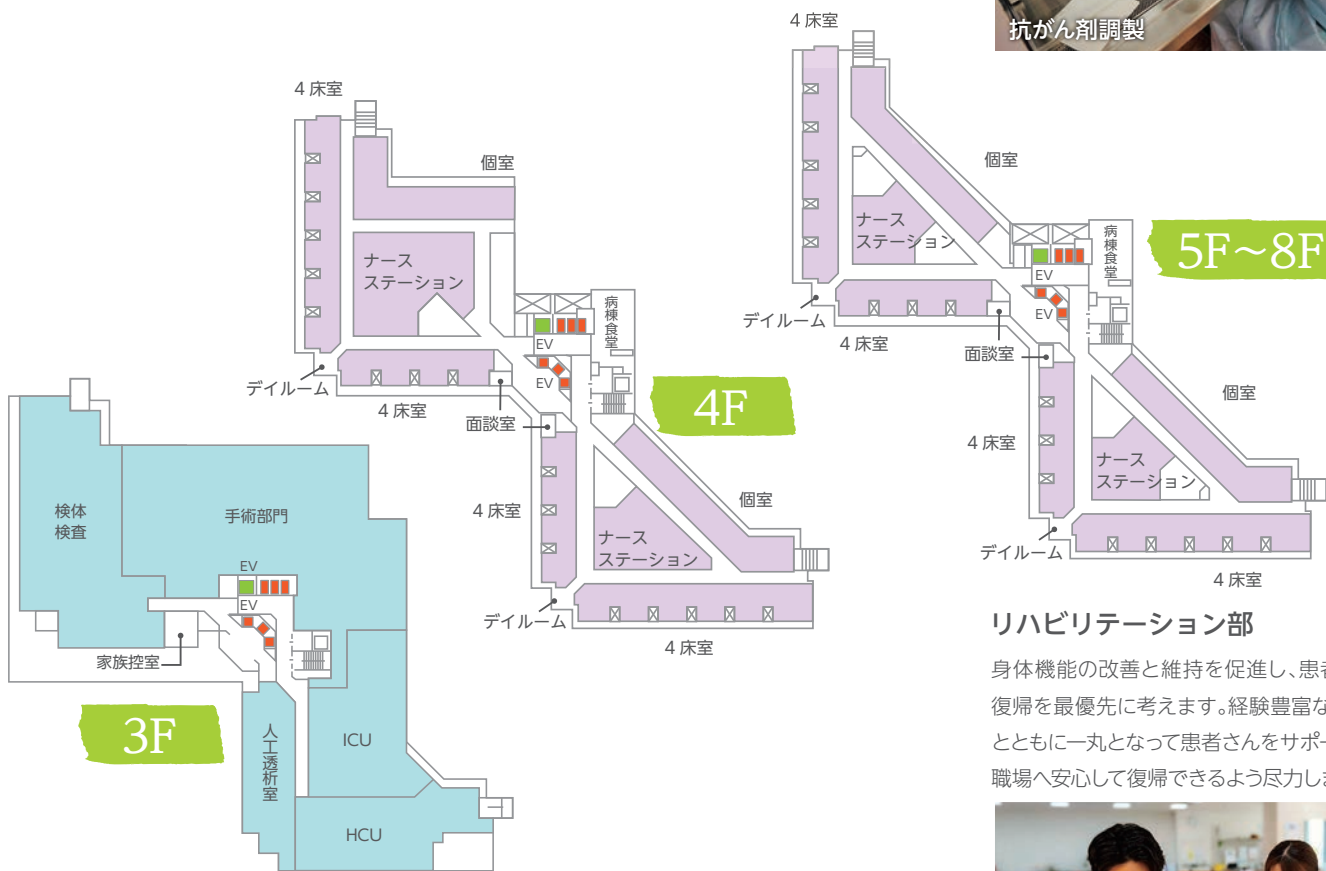 抗がん剤調製
4 床室
個室
ナース
ステーション
病棟食堂
EV
EV
デイルーム
4 床室
面談室
5F～8F
4 床室
個室
ナース
ステーション
デイルーム
4 床室
4 床室
個室
ナース
ステーション
病棟食堂
EV
EV
デイルーム
4 床室
面談室
4F
4 床室
個室
ナース
ステーション
デイルーム
4 床室
検体
検査
手術部門
EV
EV
家族控室
3F
人工透析室
ICU
HCU
リハビリテーション部
身体機能の改善と維持を促進し、患者
復帰を最優先に考えます。経験豊富な
とともに一丸となって患者さんをサポー
職場へ安心して復帰できるよう尽力しま